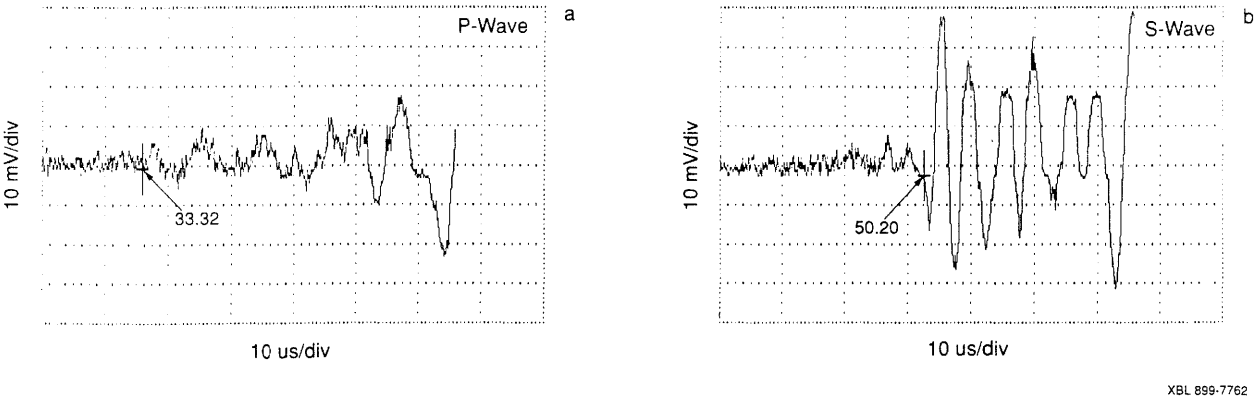 a
P-Wave
10 mV/div
33.32
10 us/div
b
S-Wave
10 mV/div
50.20
10 us/div
XBL 899-7762